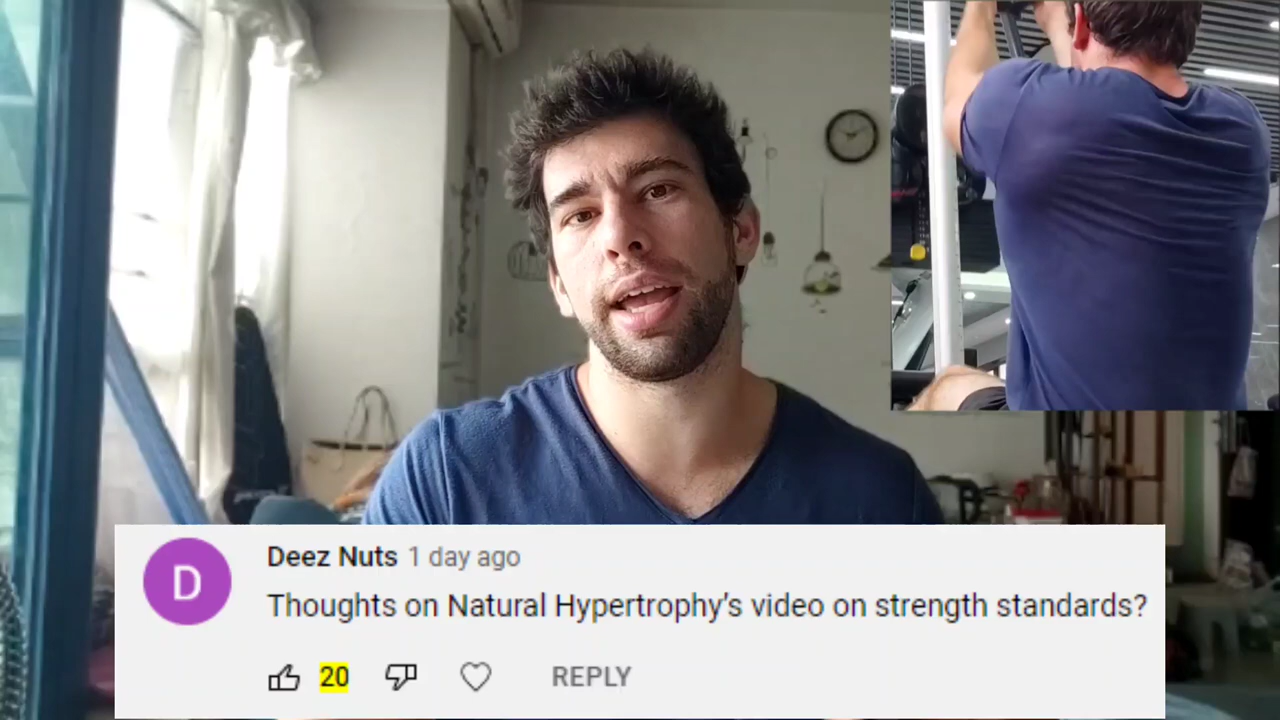 D
Deez Nuts 1 day ago
Thoughts on Natural Hypertrophy's video on strength standards?
20
REPLY